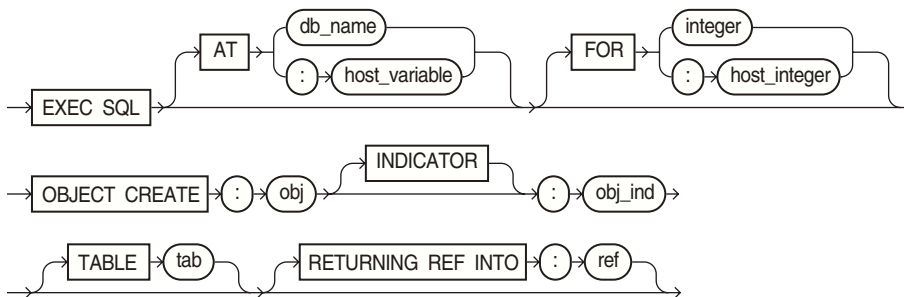 db_name integer
AT FOR
: host_variable : host_integer
EXEC SQL
INDICATOR
OBJECT CREATE : obj : obj_ind
TABLE tab RETURNING REF INTO : ref